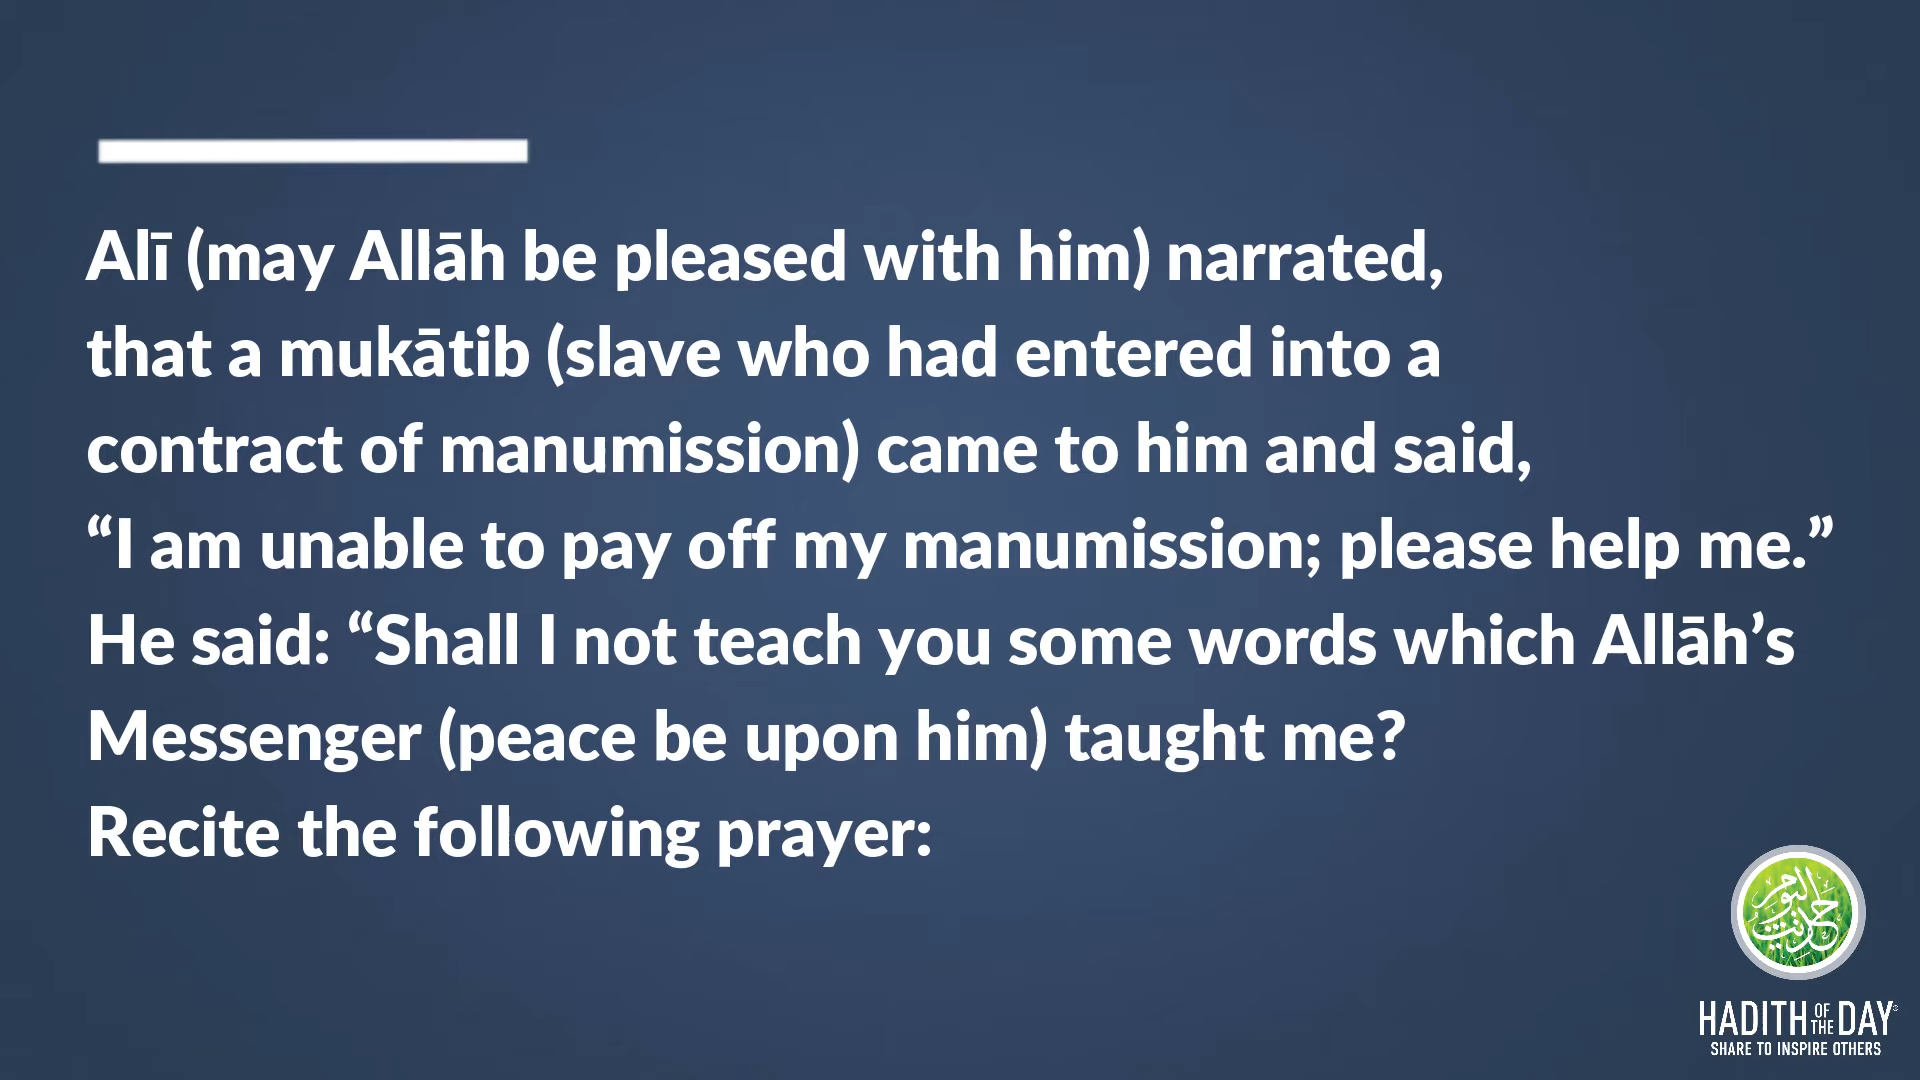 Alī (may Allāh be pleased with him) narrated,
that a mukātib (slave who had entered into a
contract of manumission) came to him and said,
“I am unable to pay off my manumission; please help me.”
He said: “Shall I not teach you some words which Allāh’s
Messenger (peace be upon him) taught me?
Recite the following prayer:
حديث اليوم
HADITH OF THE DAY®
SHARE TO INSPIRE OTHERS